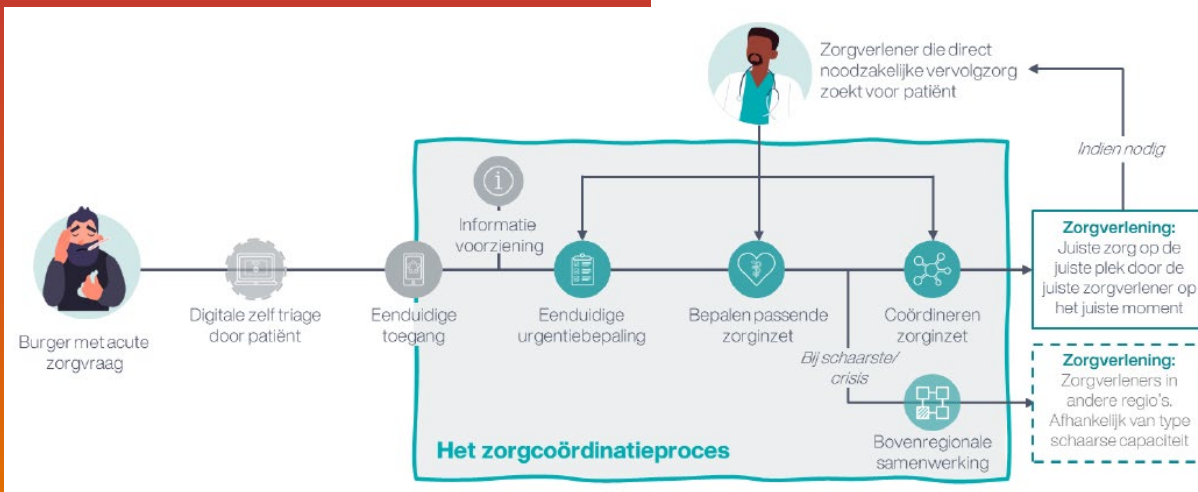 Zorgverlener die direct
noodzakelijke vervolgzorg
zoekt voor patiënt
Indien nodig
Informatie
voorziening
Burger met acute
zorgvraag
Digitale zelf triage
door patiënt
Eenduidige
toegang
Eenduidige
urgentiebepaling
Bepalen passende
zorginzet
Coördineren
zorginzet
Zorgverlening:
Juiste zorg op de
juiste plek door de
juiste zorgverlener op
het juiste moment
Bij schaarste/
crisis
Bovenregionale
samenwerking
Zorgverlening:
Zorgverleners in
andere regio's.
Afhankelijk van type
schaarse capaciteit
Het zorgcoördinatieproces